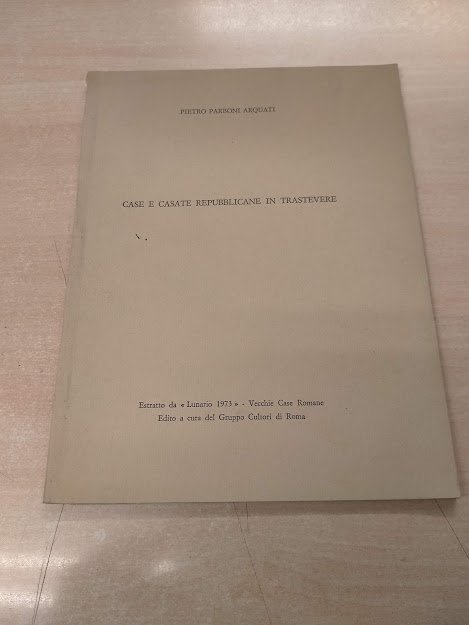 PIETRO PARBONI ARQUATI
CASE E CASATE REPUBBLICANE IN TRASTEVERE
Estratto da « Lunario 1973 » - Vecchie Case Romane
Edito a cura del Gruppo Cultori di Roma